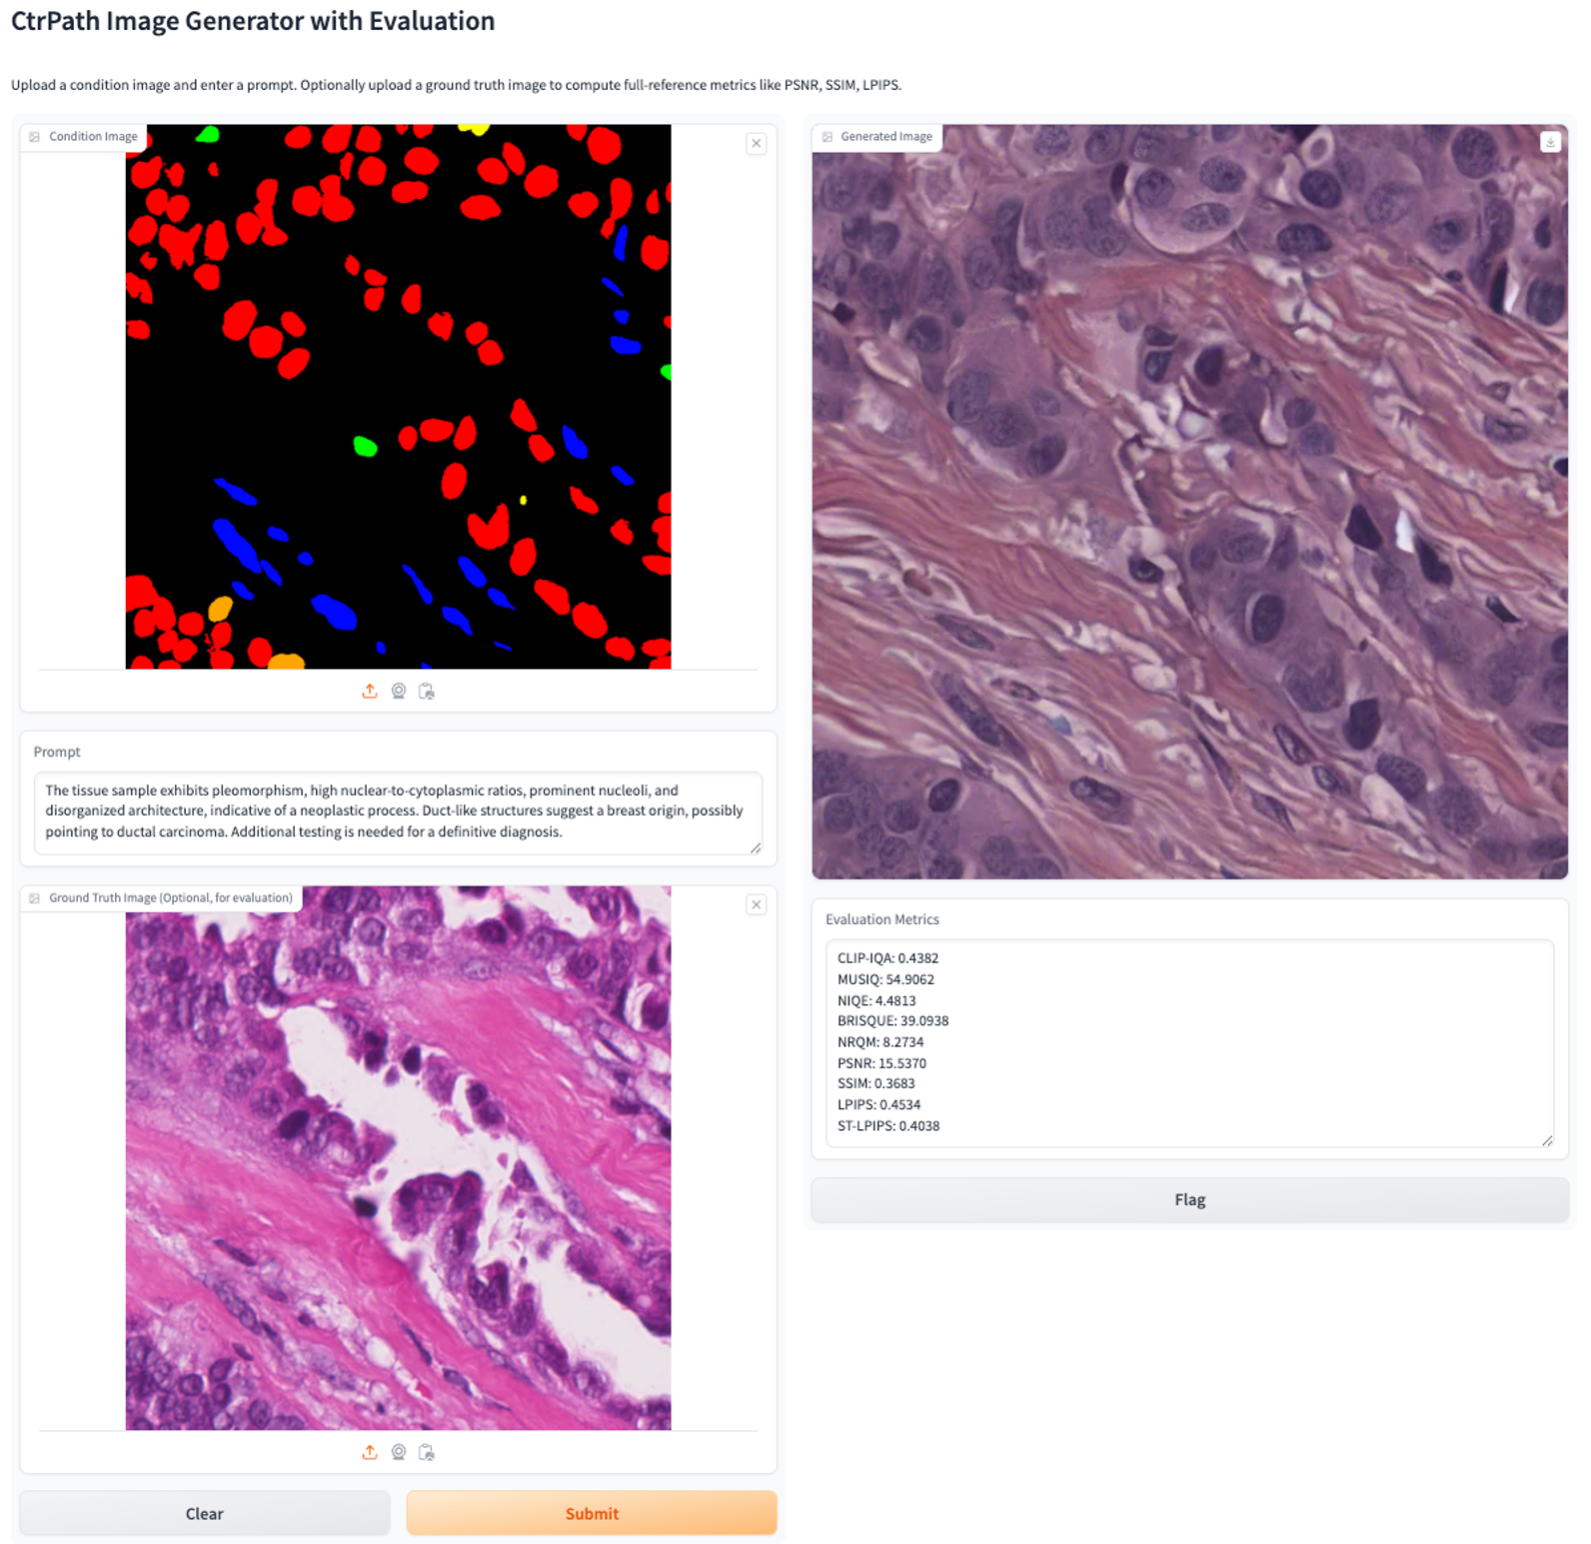 CtrPath Image Generator with Evaluation
Upload a condition image and enter a prompt. Optionally upload a ground truth image to compute full-reference metrics like PSNR, SSIM, LPIPS.
Condition Image
Prompt
The tissue sample exhibits pleomorphism, high nuclear-to-cytoplasmic ratios, prominent nucleoli, and
disorganized architecture, indicative of a neoplastic process. Duct-like structures suggest a breast origin, possibly
pointing to ductal carcinoma. Additional testing is needed for a definitive diagnosis.
Ground Truth Image (Optional, for evaluation)
Clear
Submit
Generated Image
Evaluation Metrics
CLIP-IQA: 0.4382
MUSIQ: 54.9062
NIQE: 4.4813
BRISQUE: 39.0938
NRQM: 8.2734
PSNR: 15.5370
SSIM: 0.3683
LPIPS: 0.4534
ST-LPIPS: 0.4038
Flag